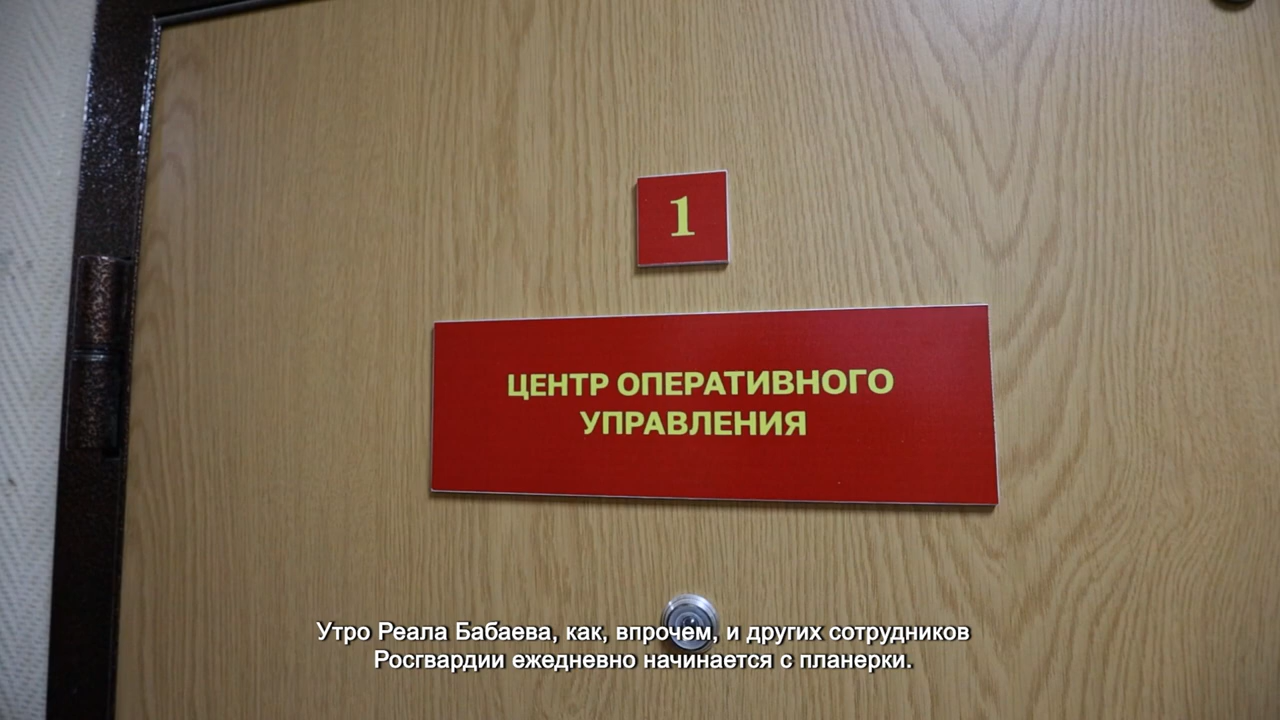 1
ЦЕНТР ОПЕРАТИВНОГО
УПРАВЛЕНИЯ
Утро Реала Бабаева, как, впрочем, и других сотрудников
Росгвардии ежедневно начинается с планерки.